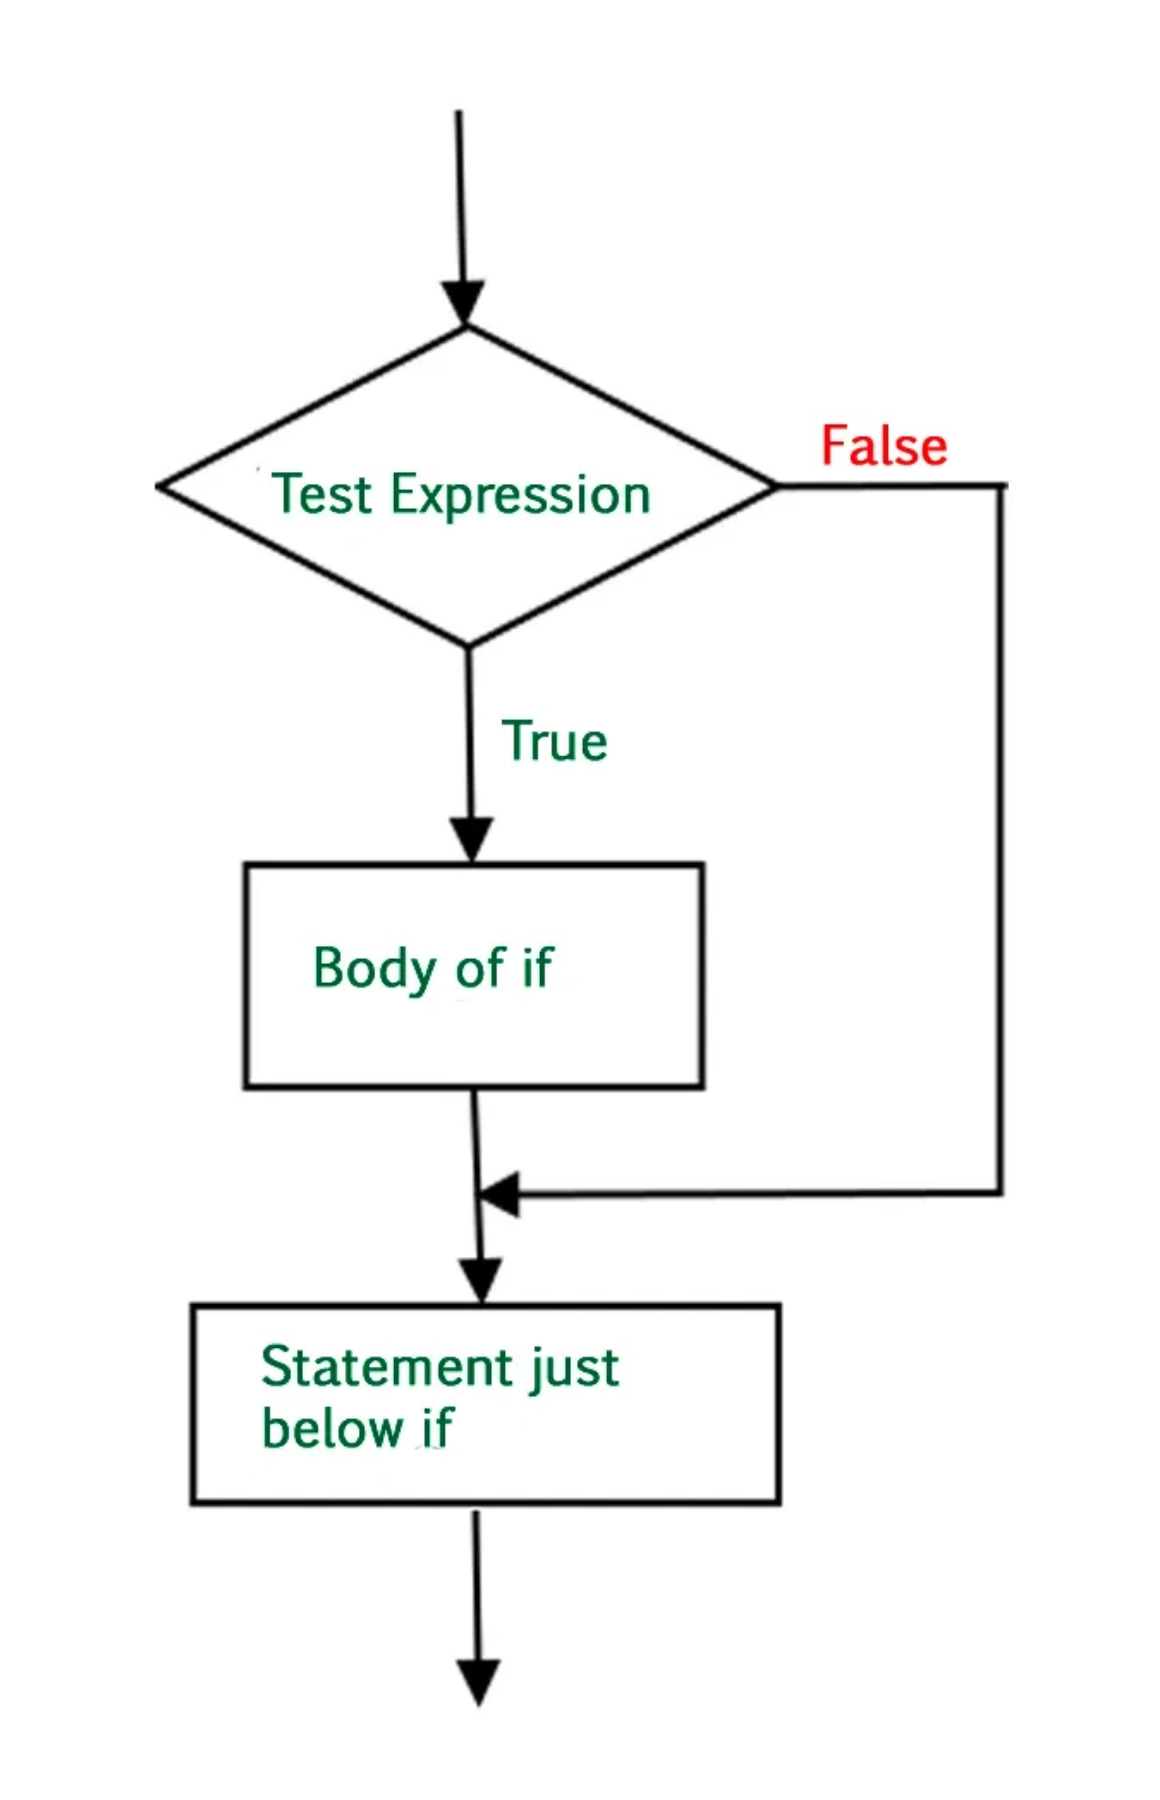 False
Test Expression
True
Body of if
Statement just
below if